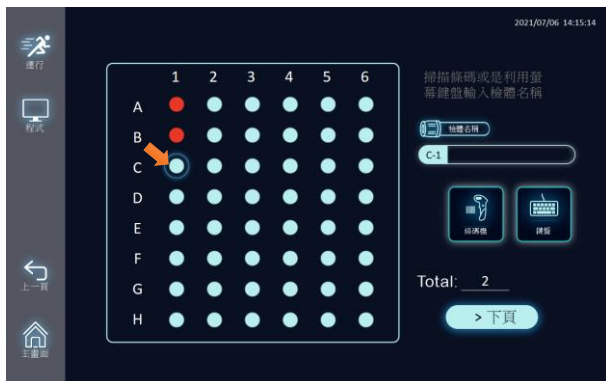 2021/07/06 14:15:14
運行
程式
上一頁
主畫面
1 2 3 4 5 6
A
B
C
D
E
F
G
H
掃描條碼或是利用螢
幕鍵盤輸入檢體名稱
檢體名稱
C-1
條碼機
鍵盤
Total: 2
> 下頁